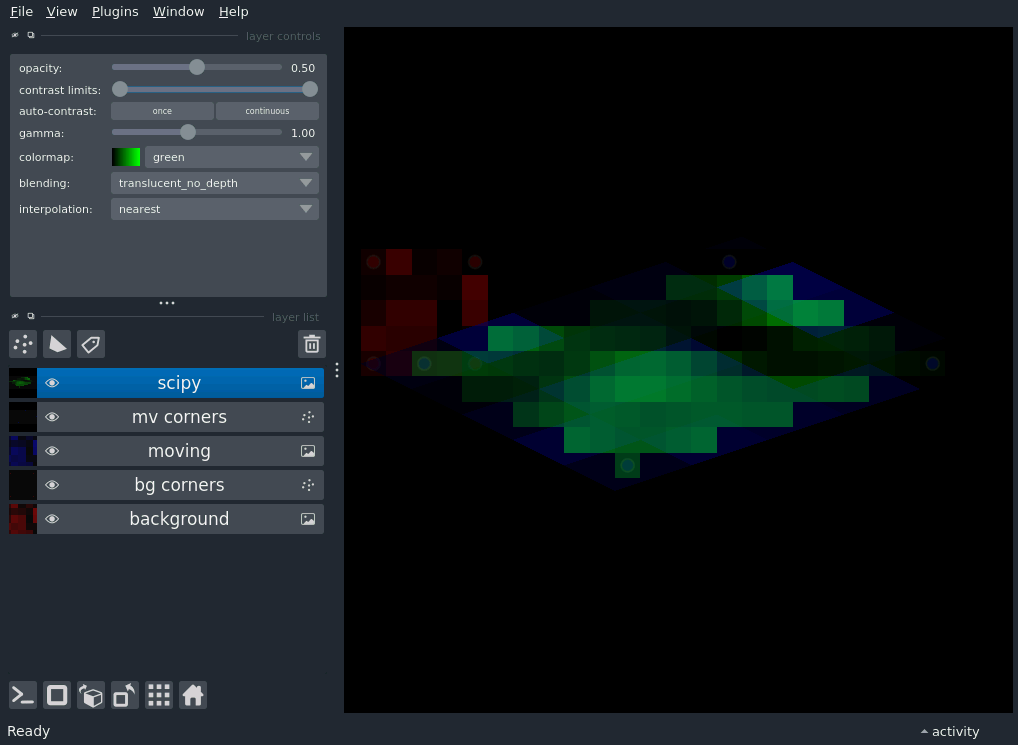 File View Plugins Window Help
layer controls
opacity: 0.50
contrast limits:
auto-contrast: once continuous
gamma: 1.00
colormap: green
blending: translucent_no_depth
interpolation: nearest
layer list
scipy
mv corners
moving
bg corners
background
Ready activity